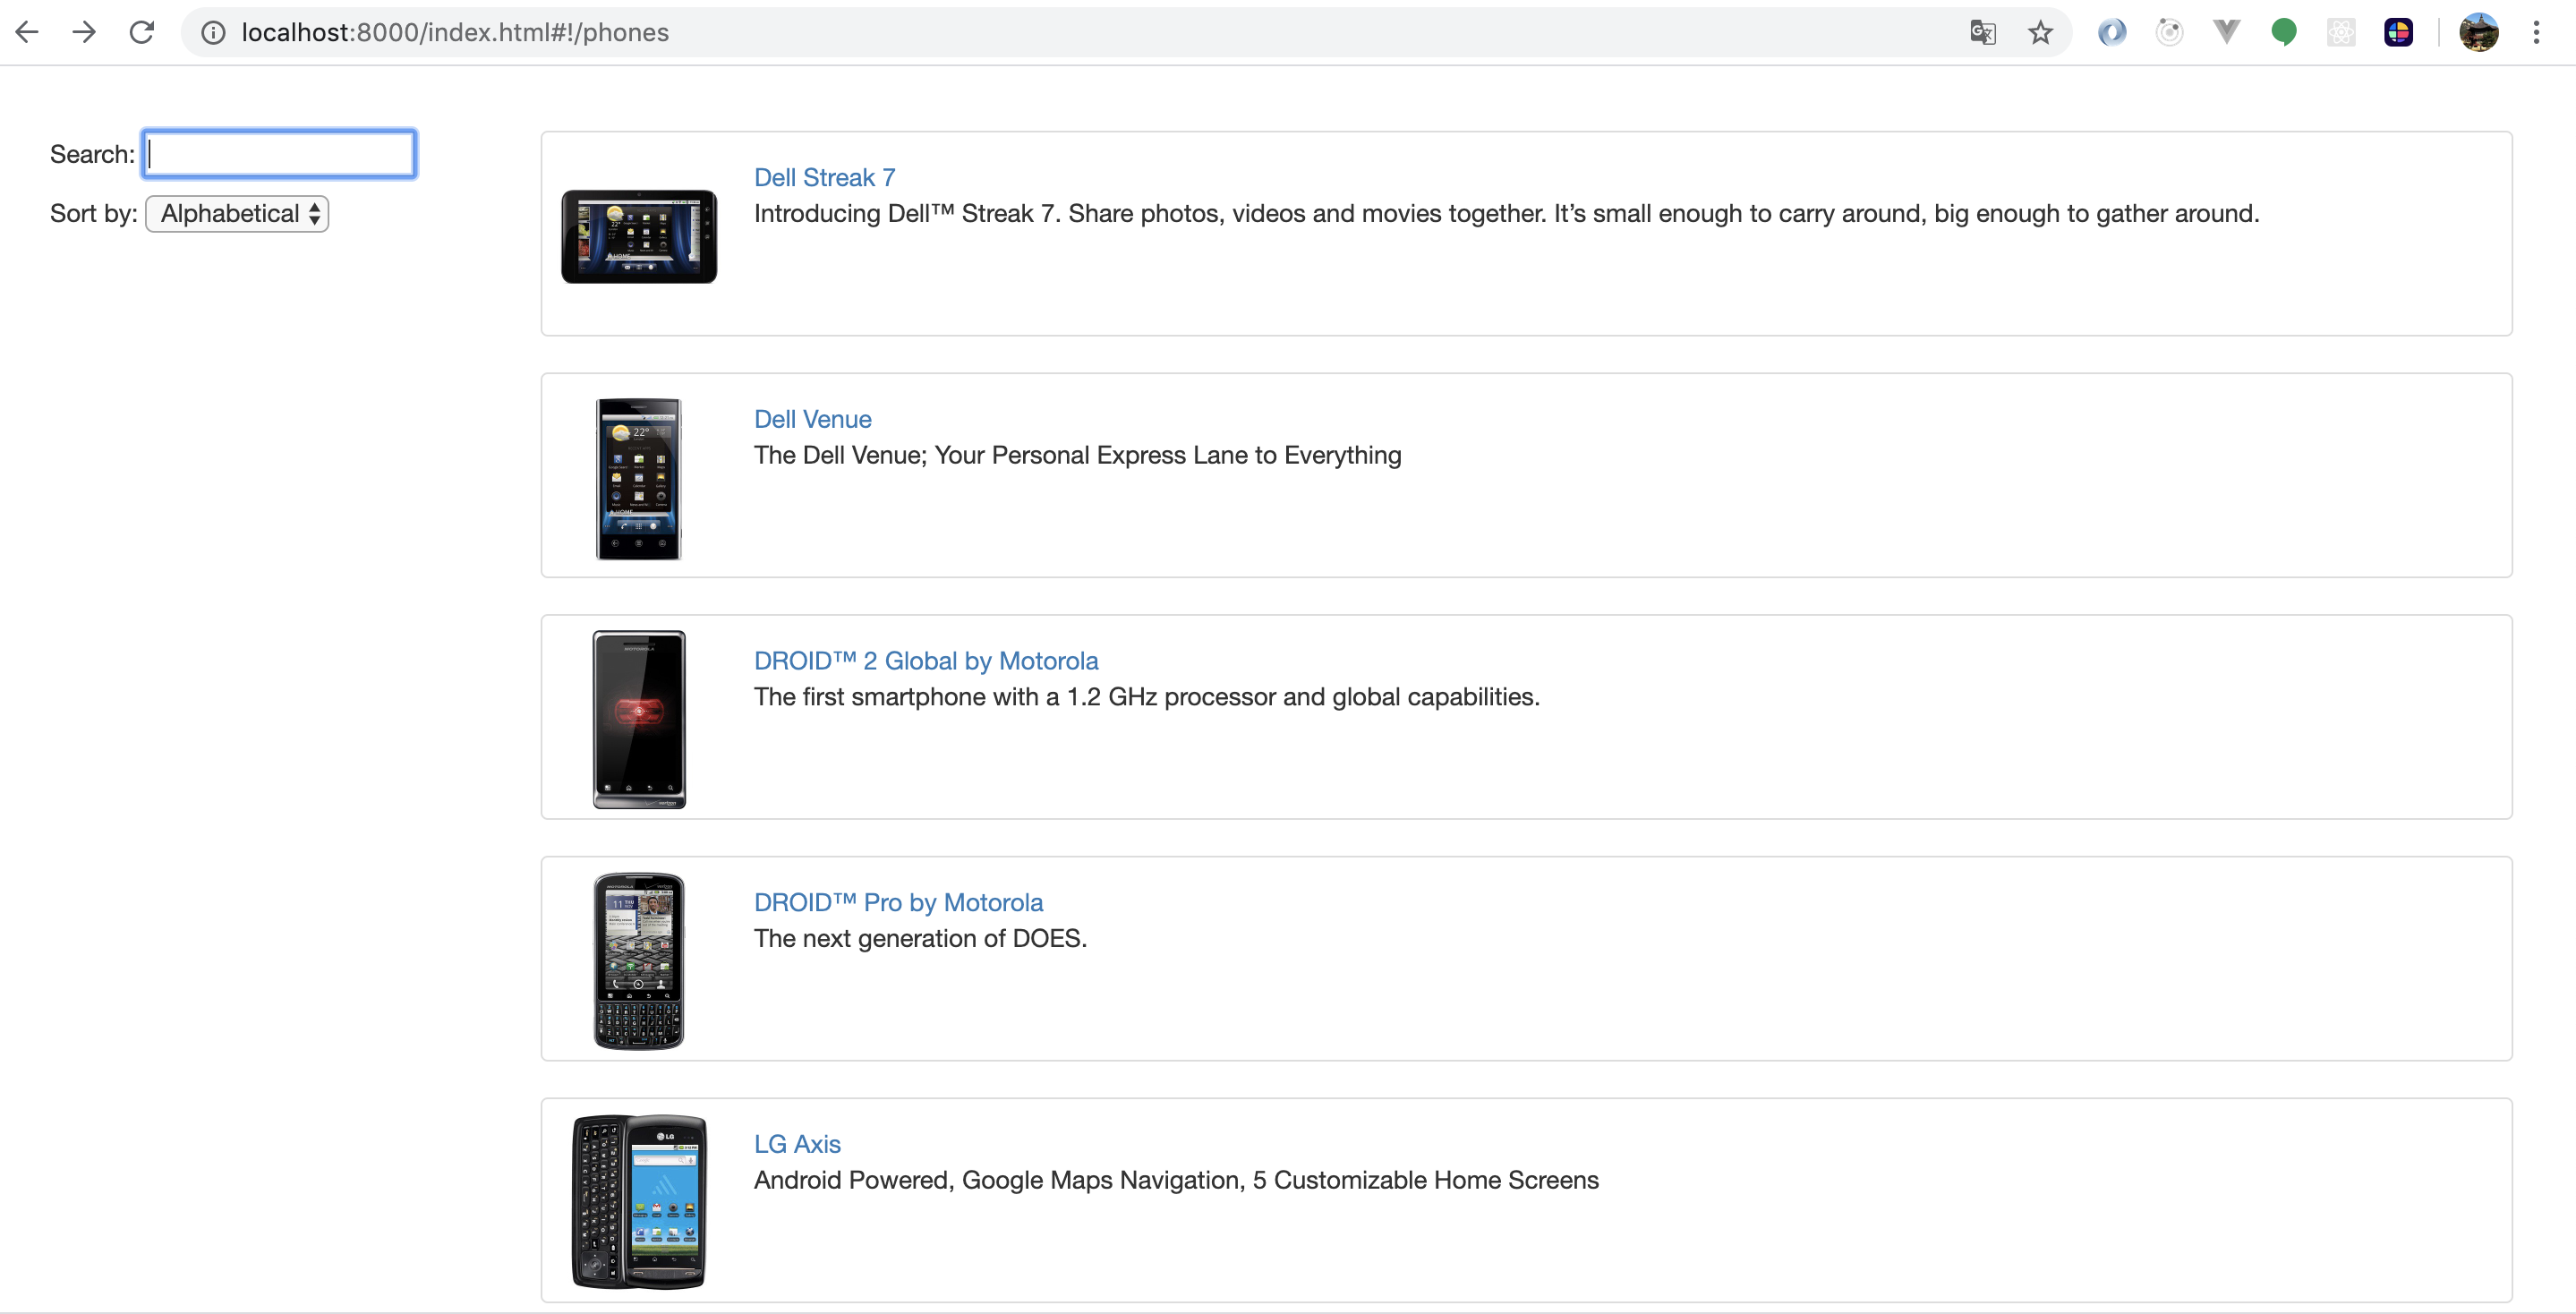 localhost:8000/index.html#!/phones
Search:
Sort by: Alphabetical
Dell Streak 7
Introducing Dell™ Streak 7. Share photos, videos and movies together. It’s small enough to carry around, big enough to gather around.
Dell Venue
The Dell Venue; Your Personal Express Lane to Everything
22°
DROID™ 2 Global by Motorola
The first smartphone with a 1.2 GHz processor and global capabilities.
MOTOROLA
DROID™ Pro by Motorola
The next generation of DOES.
11
LG Axis
Android Powered, Google Maps Navigation, 5 Customizable Home Screens
LG